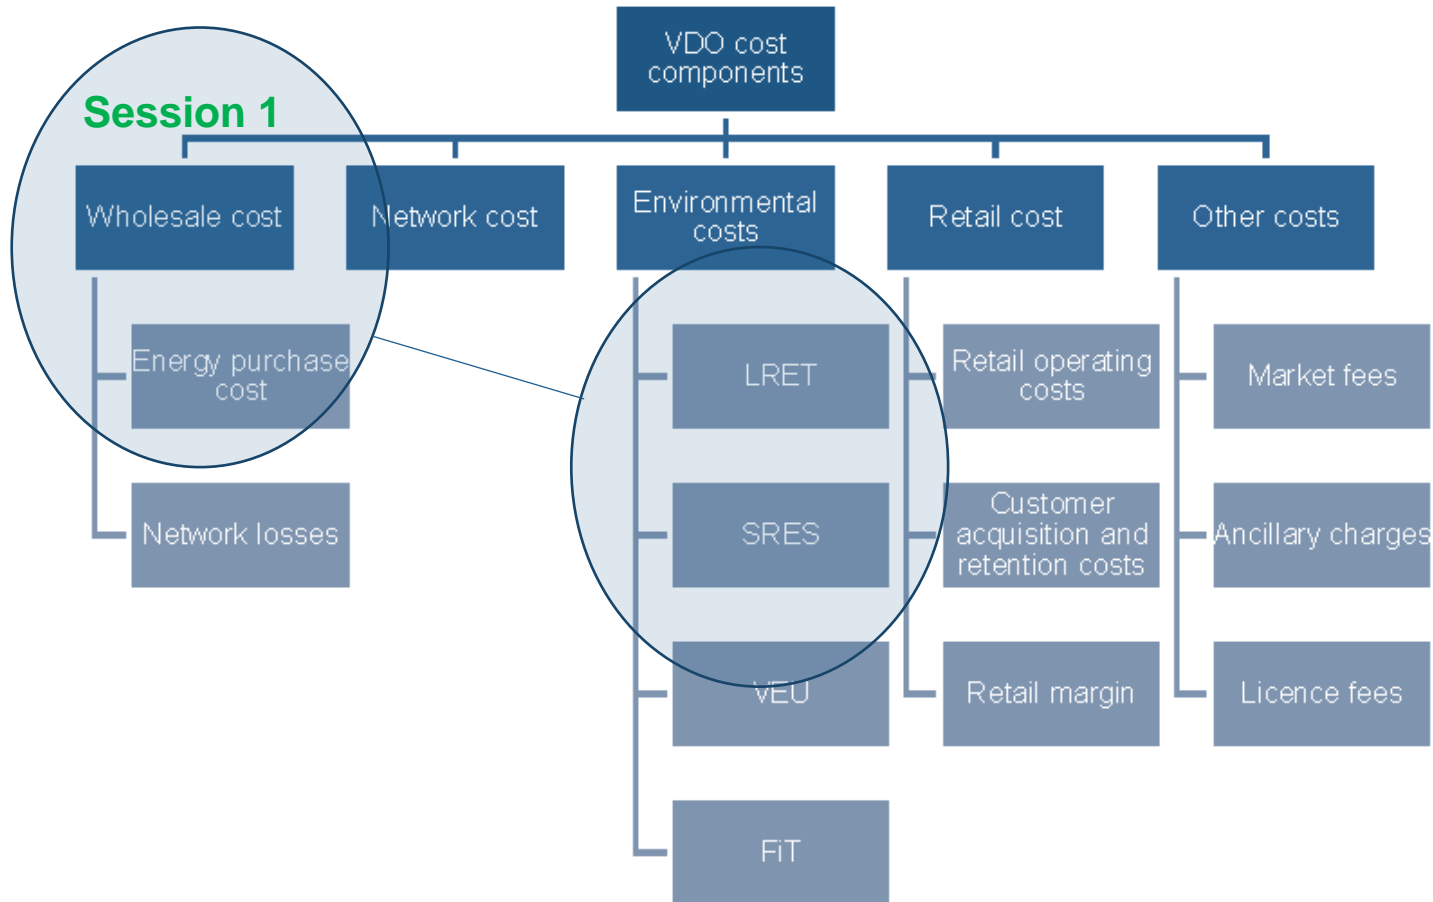 VDO cost
components
Session 1
Wholesale cost
Network cost
Environmental
costs
Retail cost
Other costs
Energy purchase
cost
LRET
Retail operating
costs
Market fees
Network losses
SRES
Customer
acquisition and
retention costs
Ancillary charges
VEU
Retail margin
Licence fees
FiT